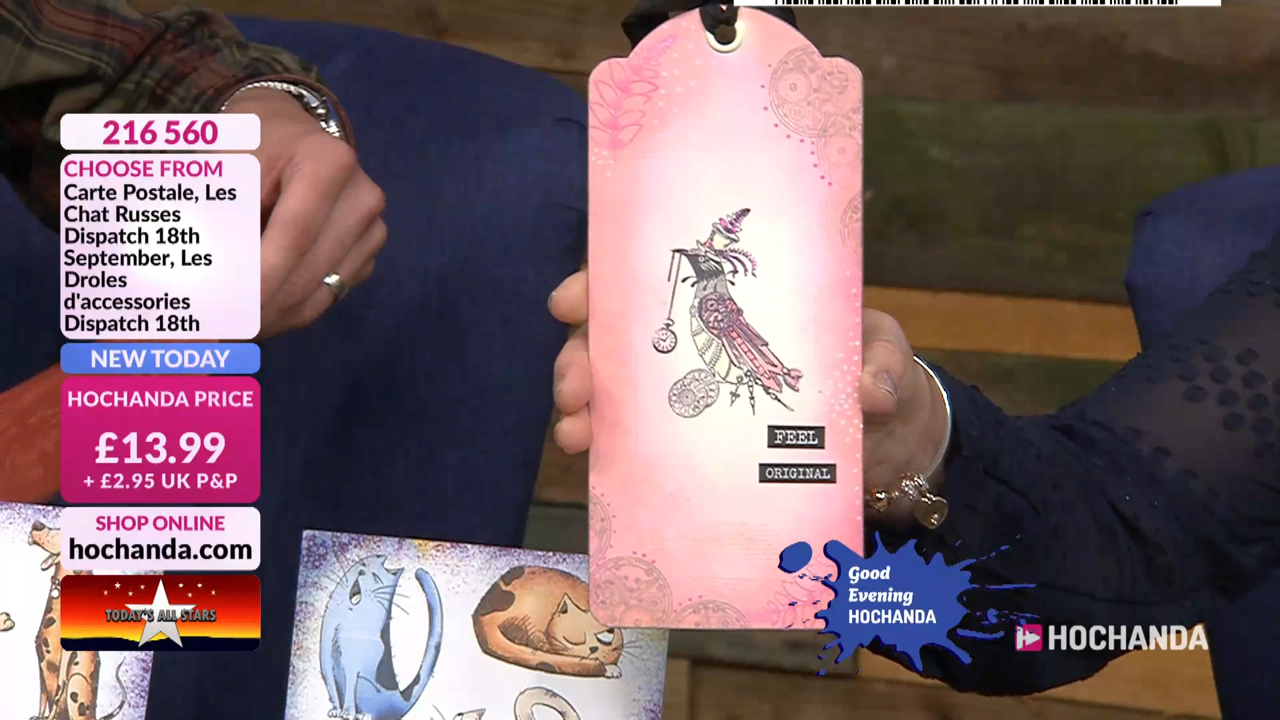 216 560
CHOOSE FROM
Carte Postale, Les
Chat Russes
Dispatch 18th
September, Les
Droles
d'accessories
Dispatch 18th
NEW TODAY
HOCHANDA PRICE
£13.99
+ £2.95 UK P&P
SHOP ONLINE
hochanda.com
TODAY'S ALL STARS
FEEL
ORIGINAL
Good
Evening
HOCHANDA
HOCHANDA